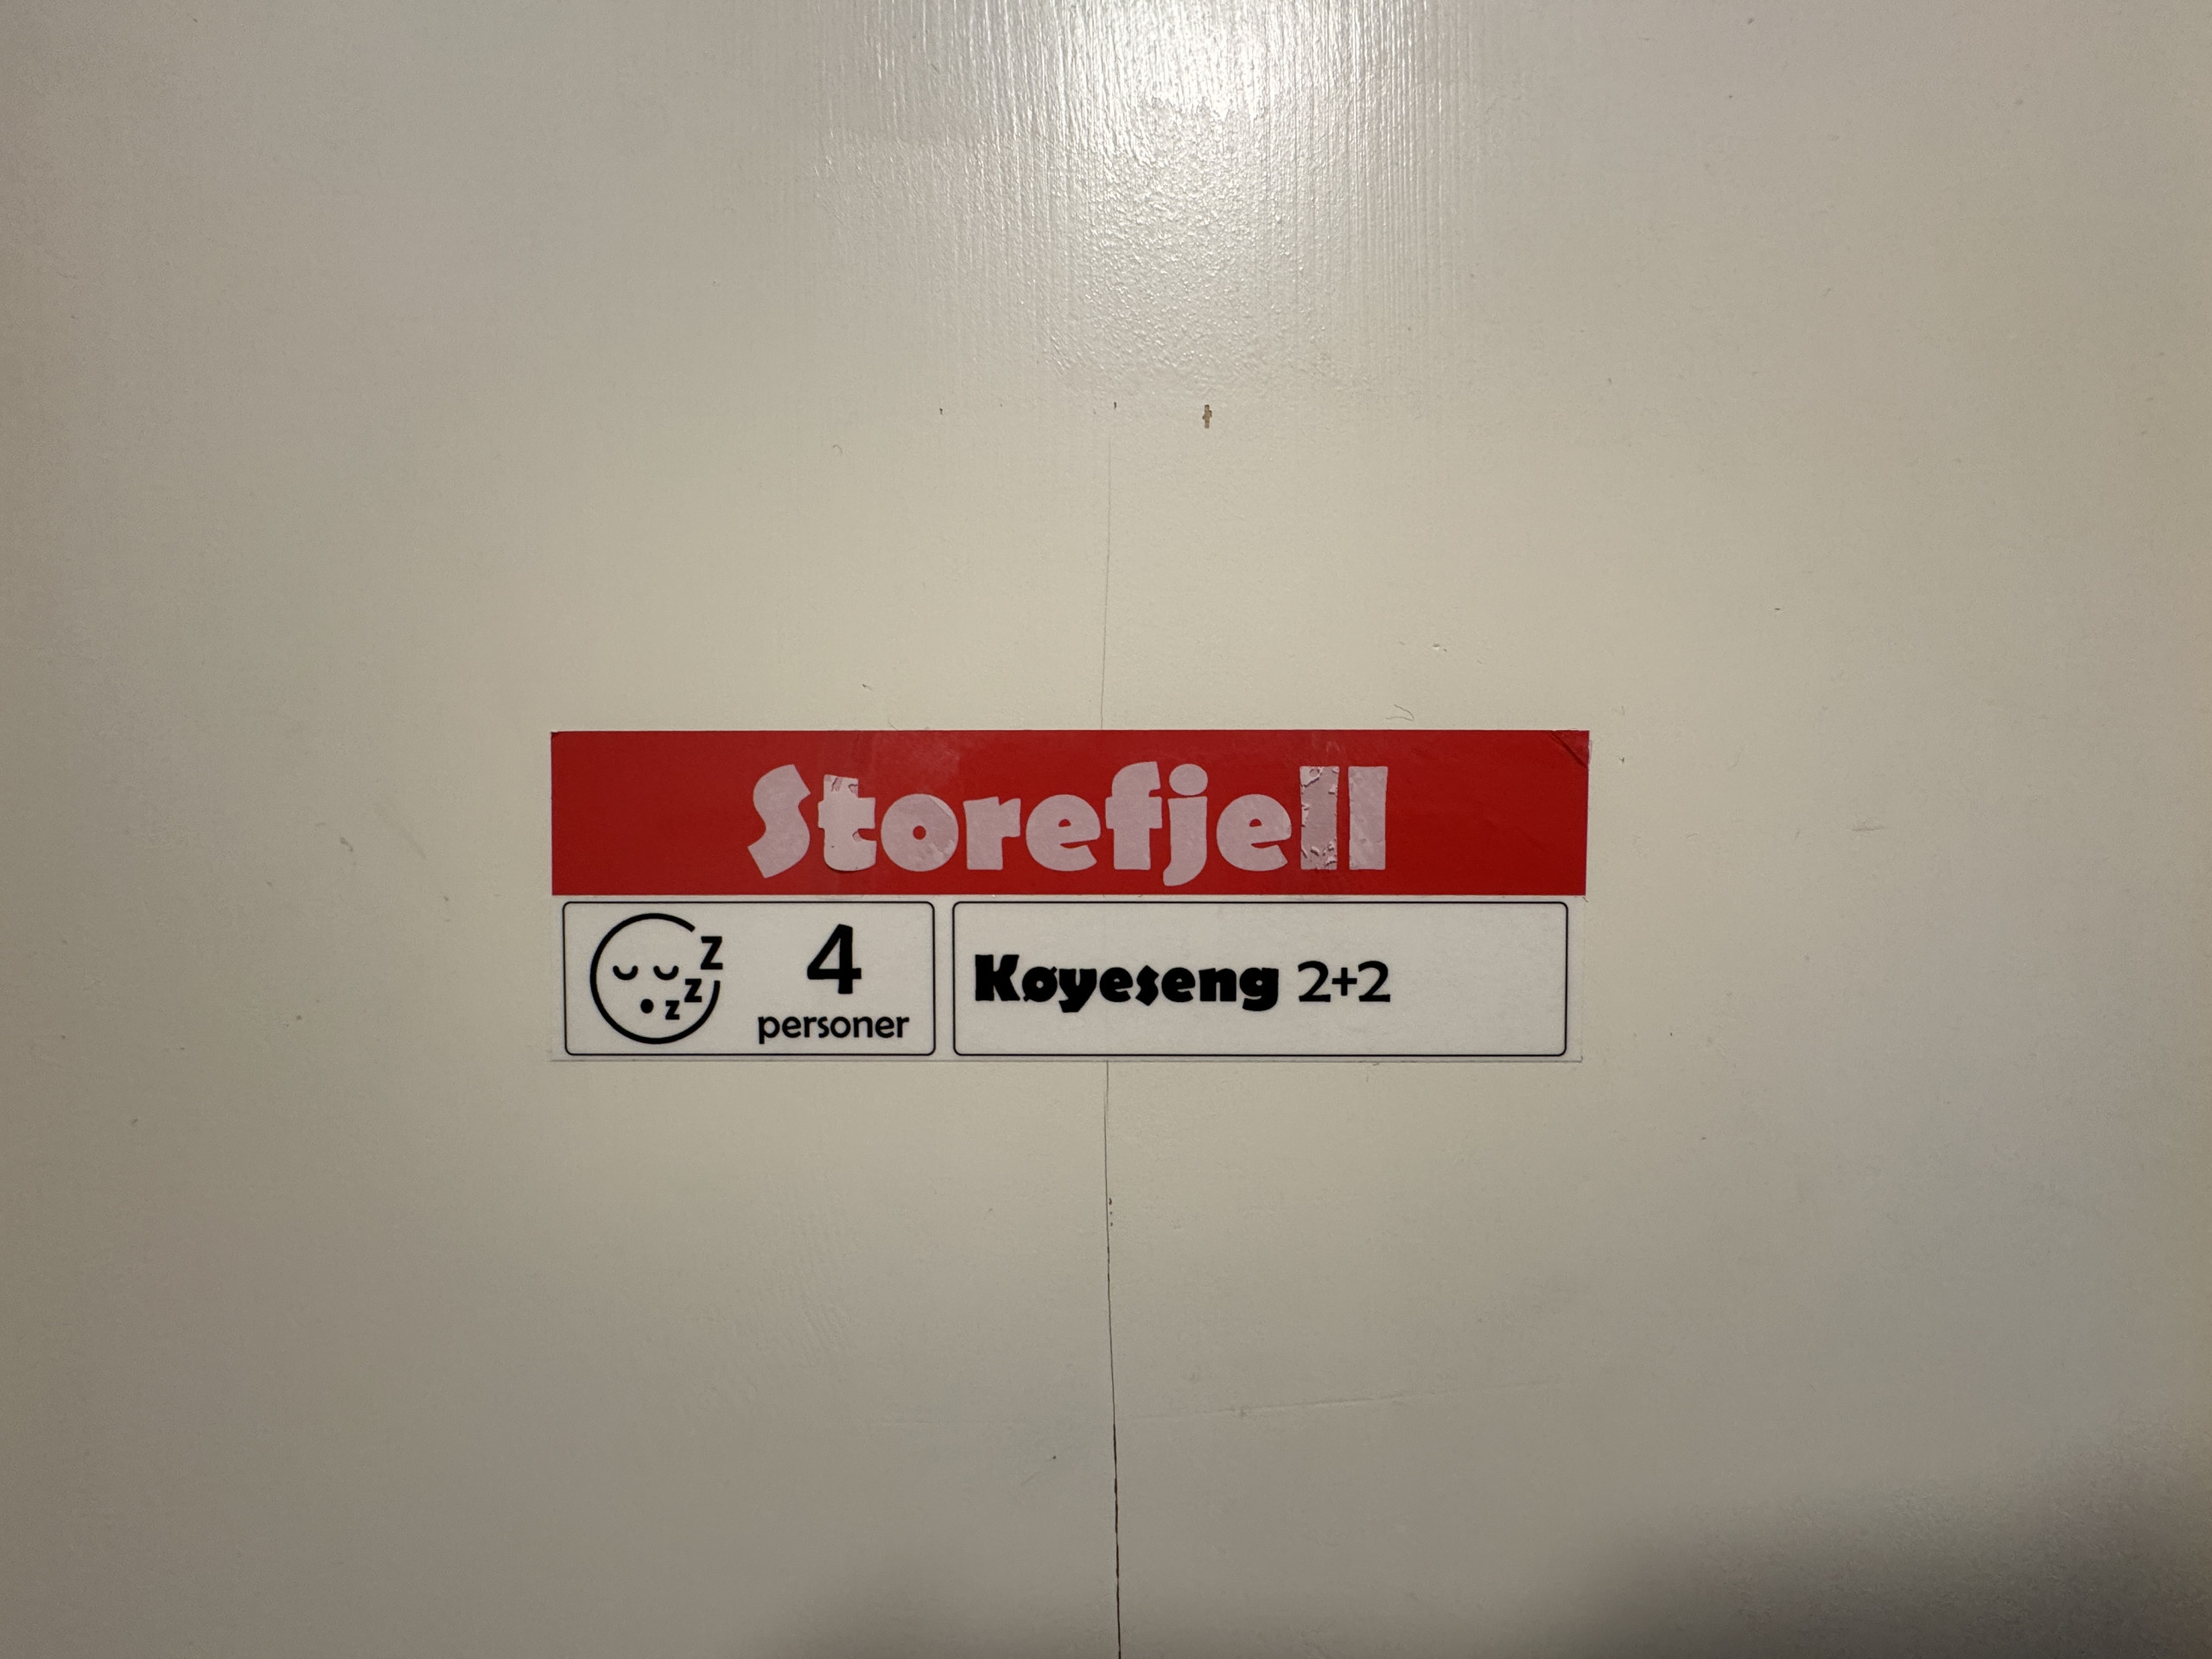 Storefjell
z
z
z
4
personer
Køyeseng 2+2